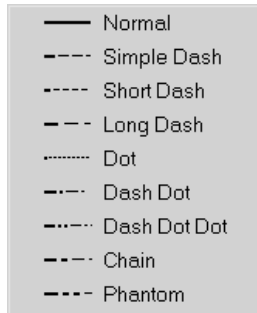 Normal
Simple Dash
Short Dash
Long Dash
Dot
Dash Dot
Dash Dot Dot
Chain
Phantom